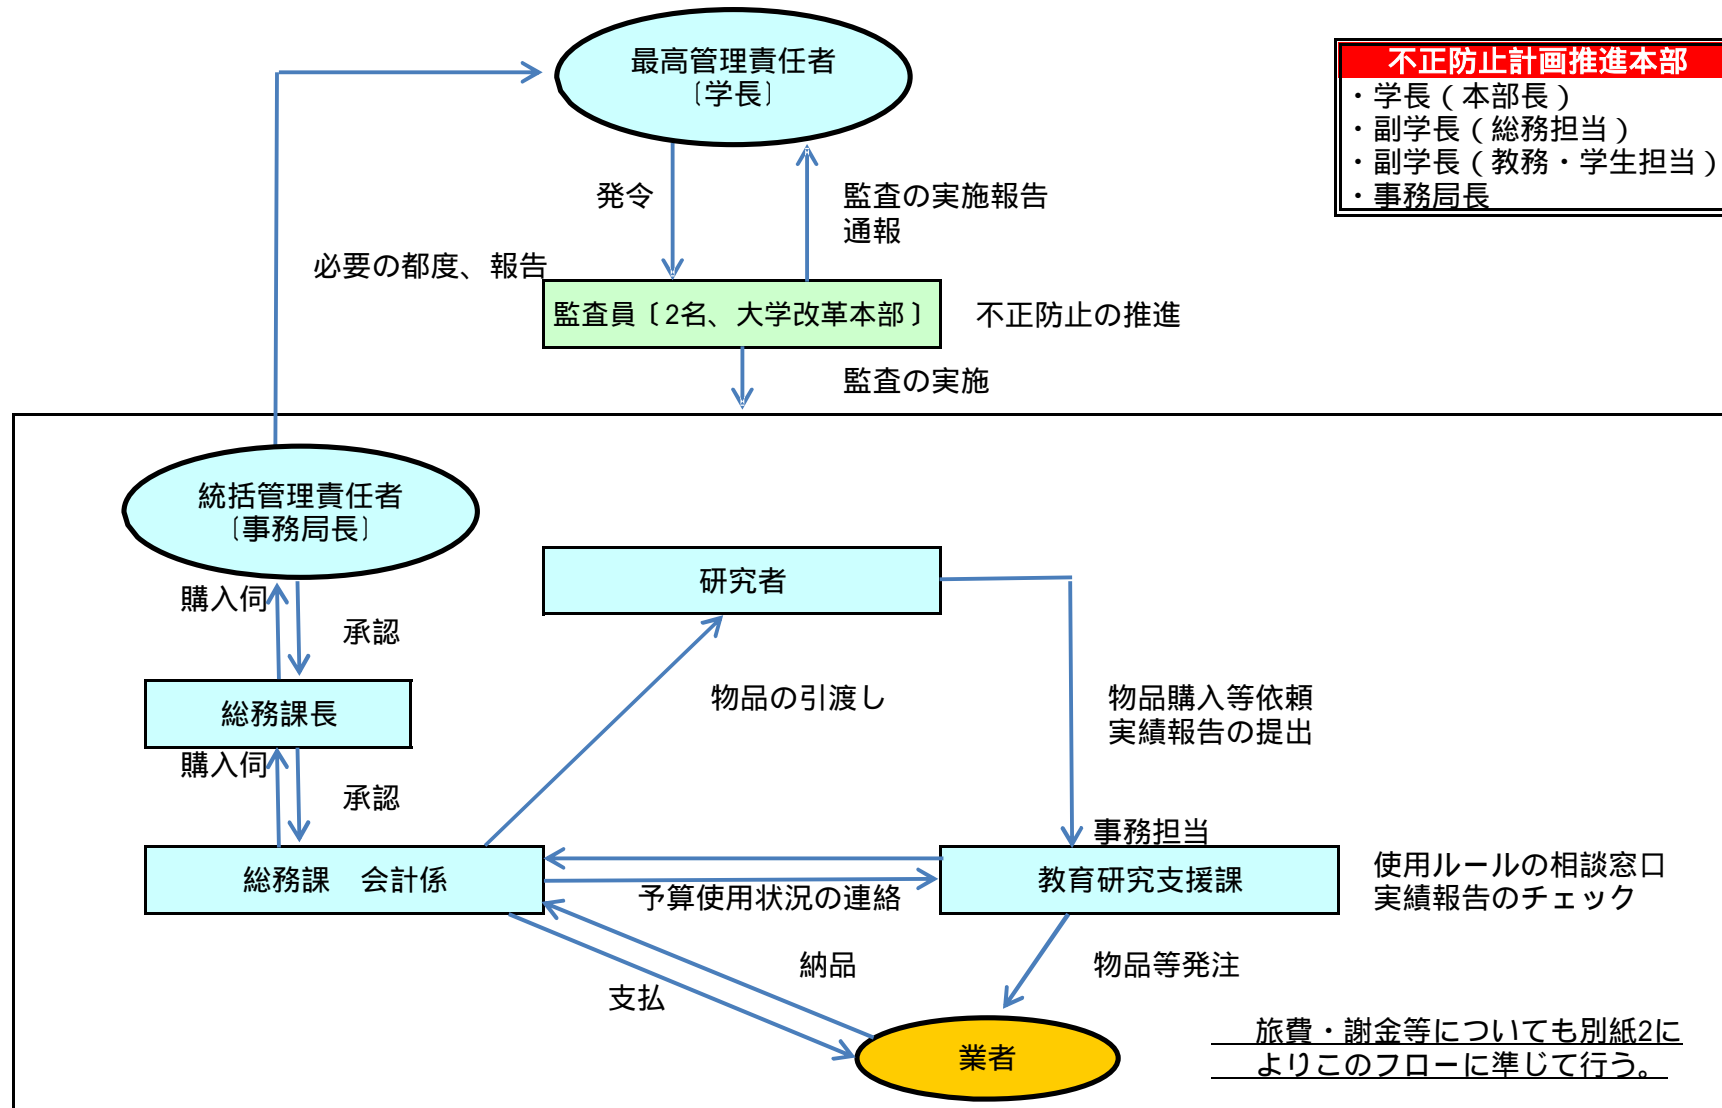 最高管理責任者
〔学長〕
不正防止計画推進本部
・学長（本部長）
・副学長（総務担当）
・副学長（教務・学生担当）
・事務局長
発令
監査の実施報告
通報
必要の都度、報告
監査員〔2名、大学改革本部〕
不正防止の推進
監査の実施
統括管理責任者
〔事務局長〕
研究者
購入伺
承認
総務課長
物品の引渡し
物品購入等依頼
実績報告の提出
購入伺
承認
事務担当
総務課　会計係
教育研究支援課
使用ルールの相談窓口
実績報告のチェック
予算使用状況の連絡
納品
物品等発注
支払
業者
旅費・謝金等についても別紙2に
よりこのフローに準じて行う。